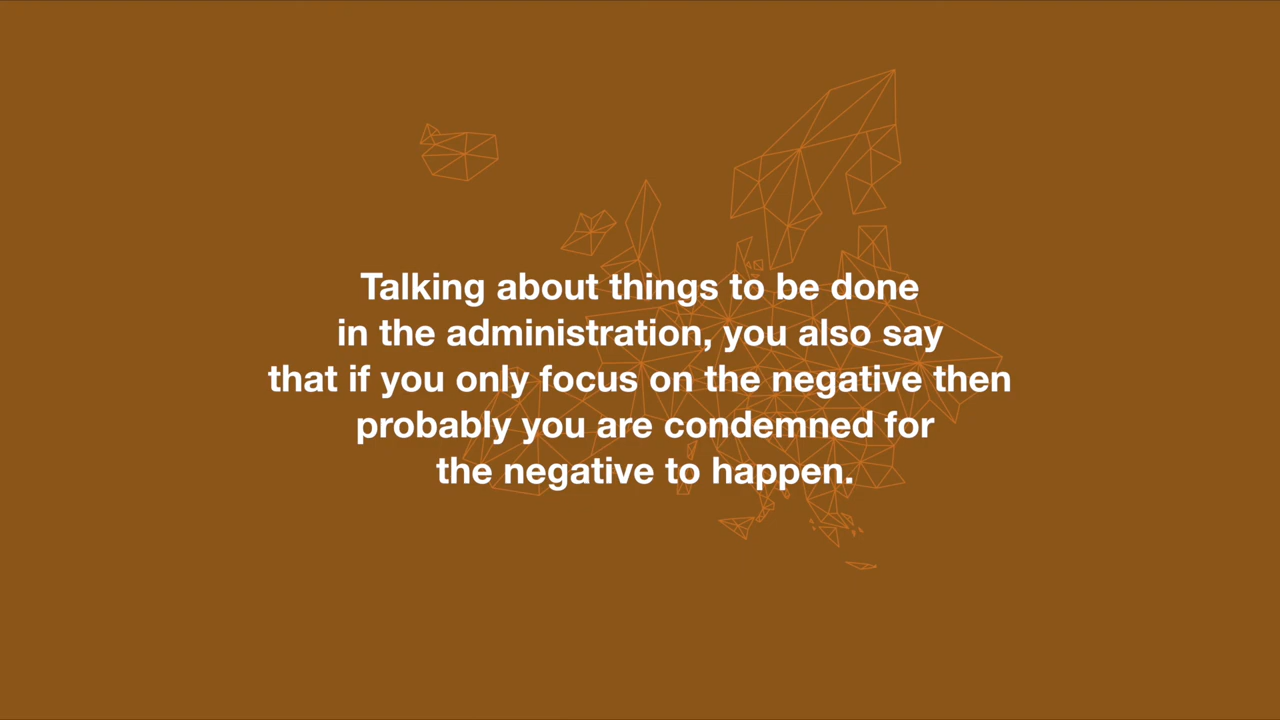 Talking about things to be done
in the administration, you also say
that if you only focus on the negative then
probably you are condemned for
the negative to happen.